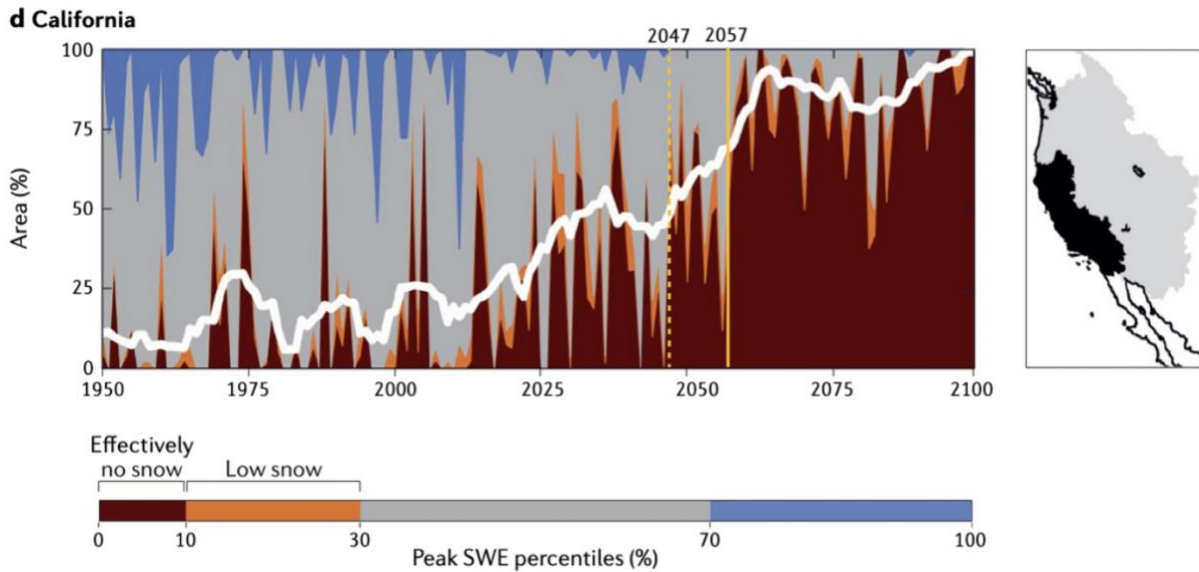 d California
2047 2057
100
75
50
25
0
Area (%)
1950 1975 2000 2025 2050 2075 2100
Effectively
no snow Low snow
0 10 30 70 100
Peak SWE percentiles (%)